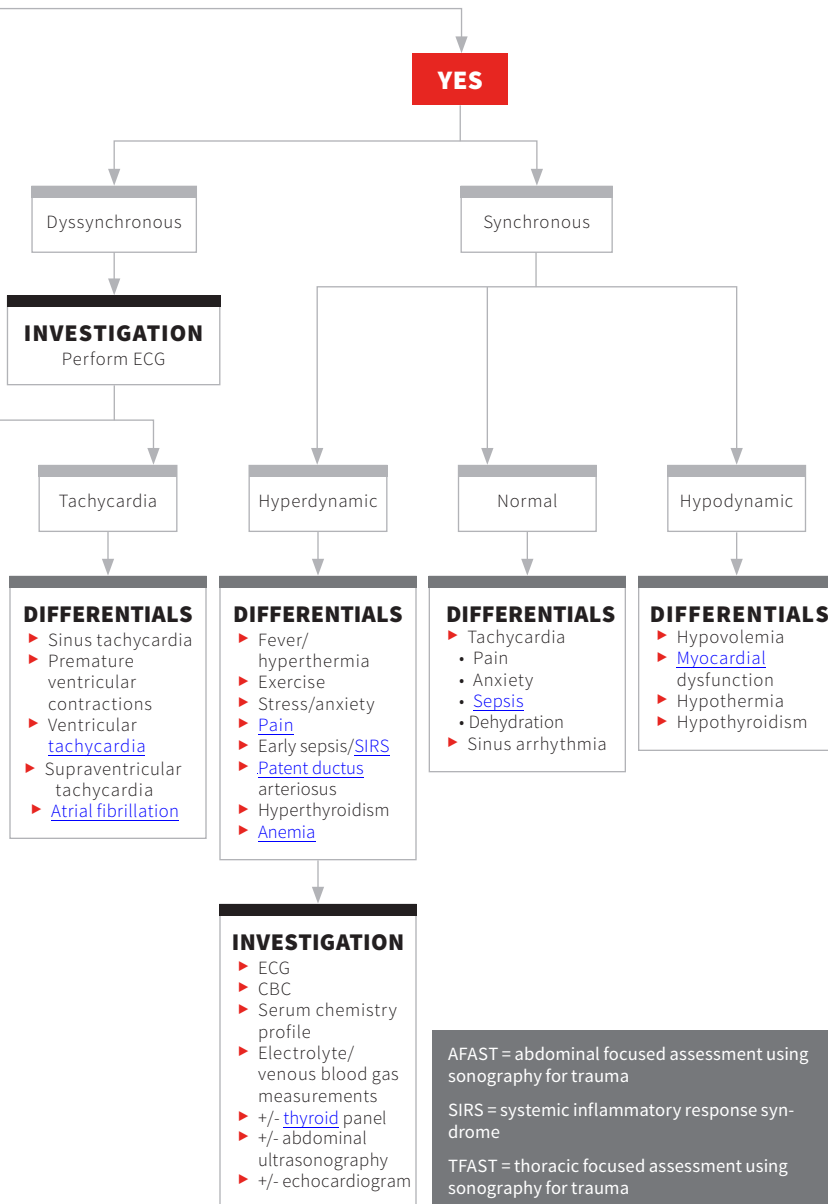 YES
Dyssynchronous
Synchronous
INVESTIGATION
Perform ECG
Tachycardia
Hyperdynamic
Normal
Hypodynamic
DIFFERENTIALS
► Sinus tachycardia
► Premature
ventricular
contractions
► Ventricular
tachycardia
► Supraventricular
tachycardia
► Atrial fibrillation
DIFFERENTIALS
► Fever/
hyperthermia
► Exercise
► Stress/anxiety
► Pain
► Early sepsis/SIRS
► Patent ductus
arteriosus
► Hyperthyroidism
► Anemia
DIFFERENTIALS
► Tachycardia
• Pain
• Anxiety
• Sepsis
• Dehydration
► Sinus arrhythmia
DIFFERENTIALS
► Hypovolemia
► Myocardial
dysfunction
► Hypothermia
► Hypothyroidism
INVESTIGATION
► ECG
► CBC
► Serum chemistry
profile
► Electrolyte/
venous blood gas
measurements
► +/- thyroid panel
► +/- abdominal
ultrasonography
► +/- echocardiogram
AFAST = abdominal focused assessment using
sonography for trauma
SIRS = systemic inflammatory response syn-
drome
TFAST = thoracic focused assessment using
sonography for trauma